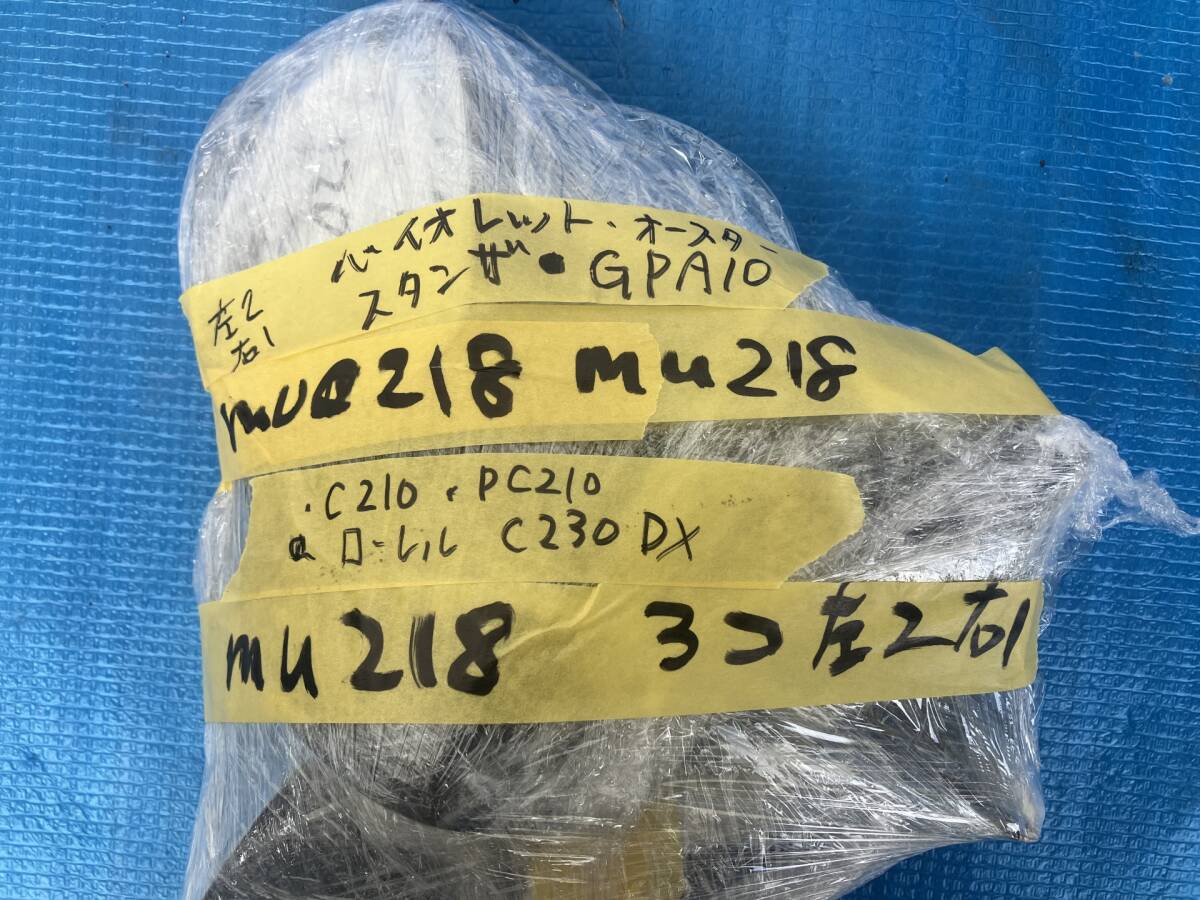 バイオレット・オースター
スタンザ・GPA10
左2
右1
mu218 mu218
・C210・PC210
・ローレル C230 DX
mu218 3コ左2右1